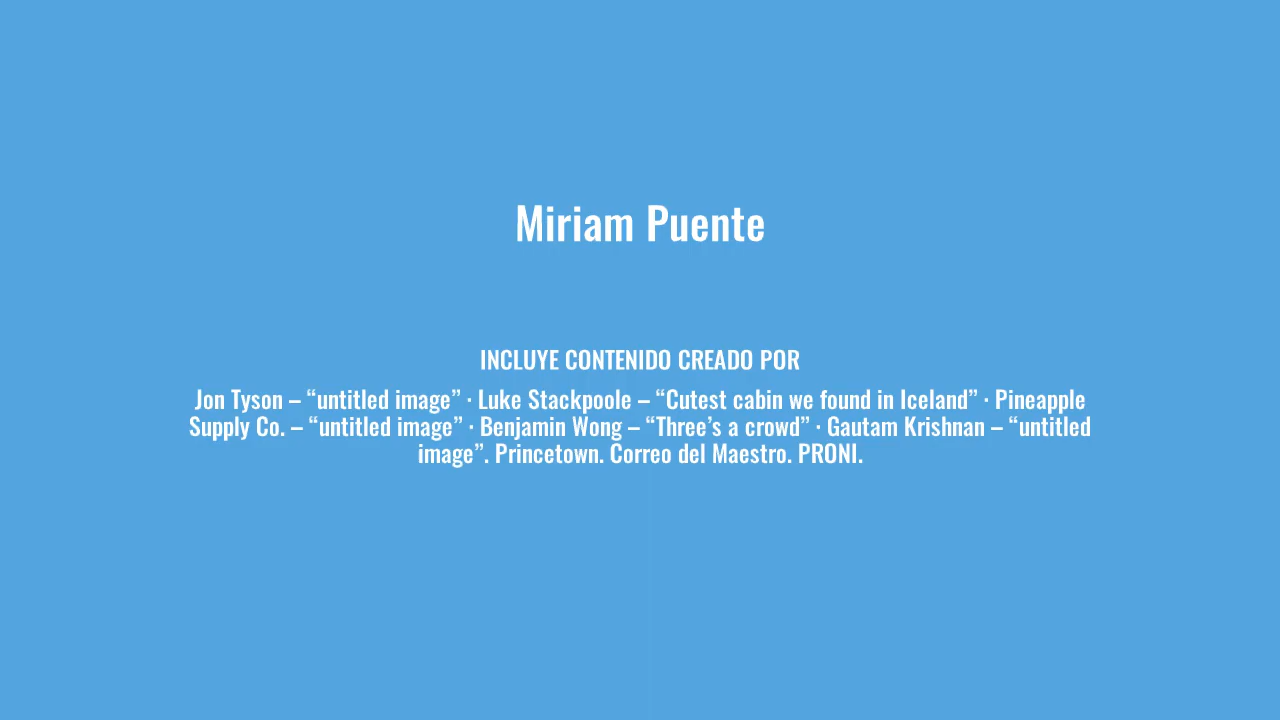 Miriam Puente
INCLUYE CONTENIDO CREADO POR
Jon Tyson – “untitled image” · Luke Stackpoole – “Cutest cabin we found in Iceland” · Pineapple
Supply Co. – “untitled image” · Benjamin Wong – “Three’s a crowd” · Gautam Krishnan – “untitled
image”. Princetown. Correo del Maestro. PRONI.